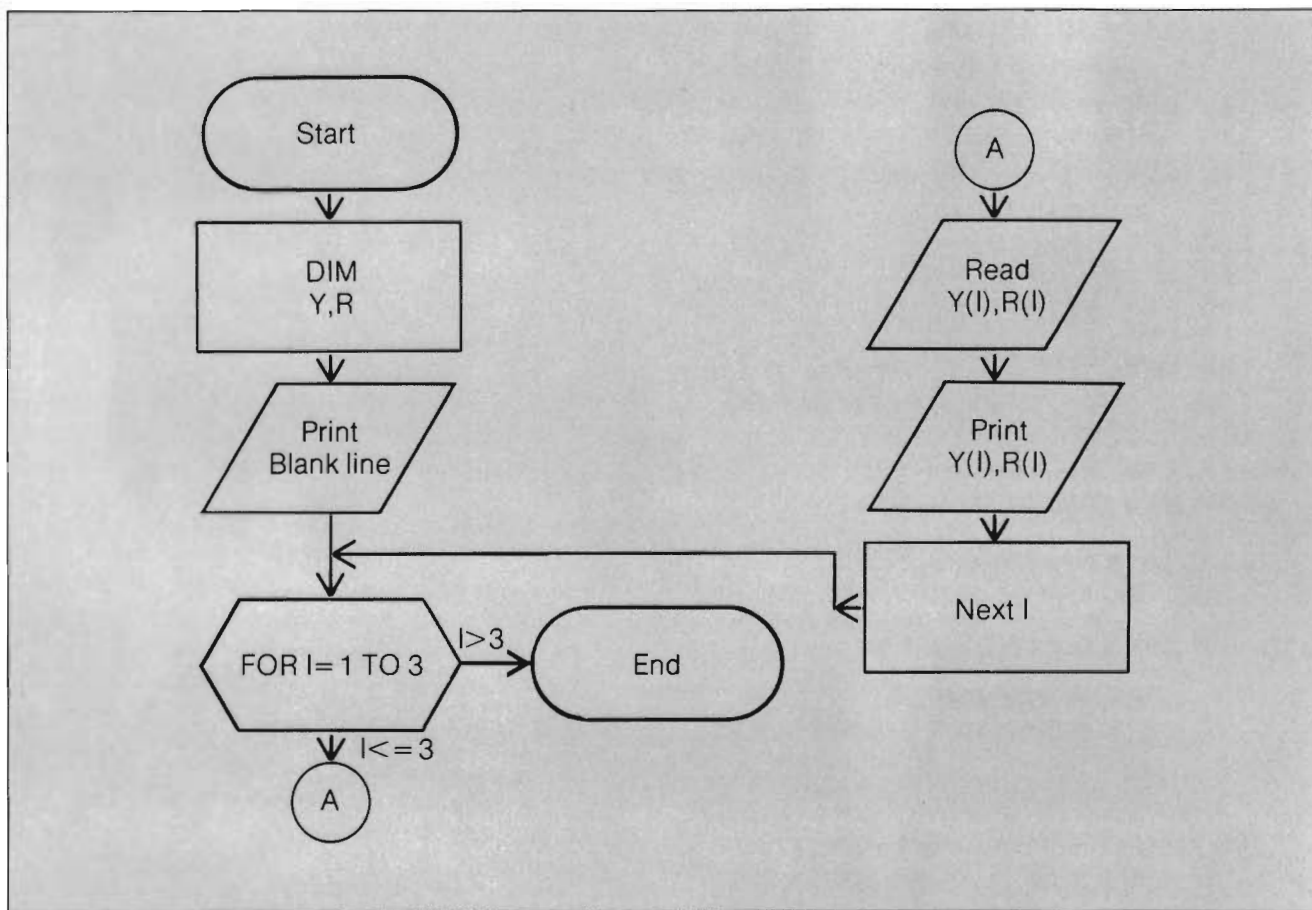 Start
DIM
Y,R
Print
Blank line
FOR I=1 TO 3
I>3
End
I<=3
A
A
Read
Y(I),R(I)
Print
Y(I),R(I)
Next I